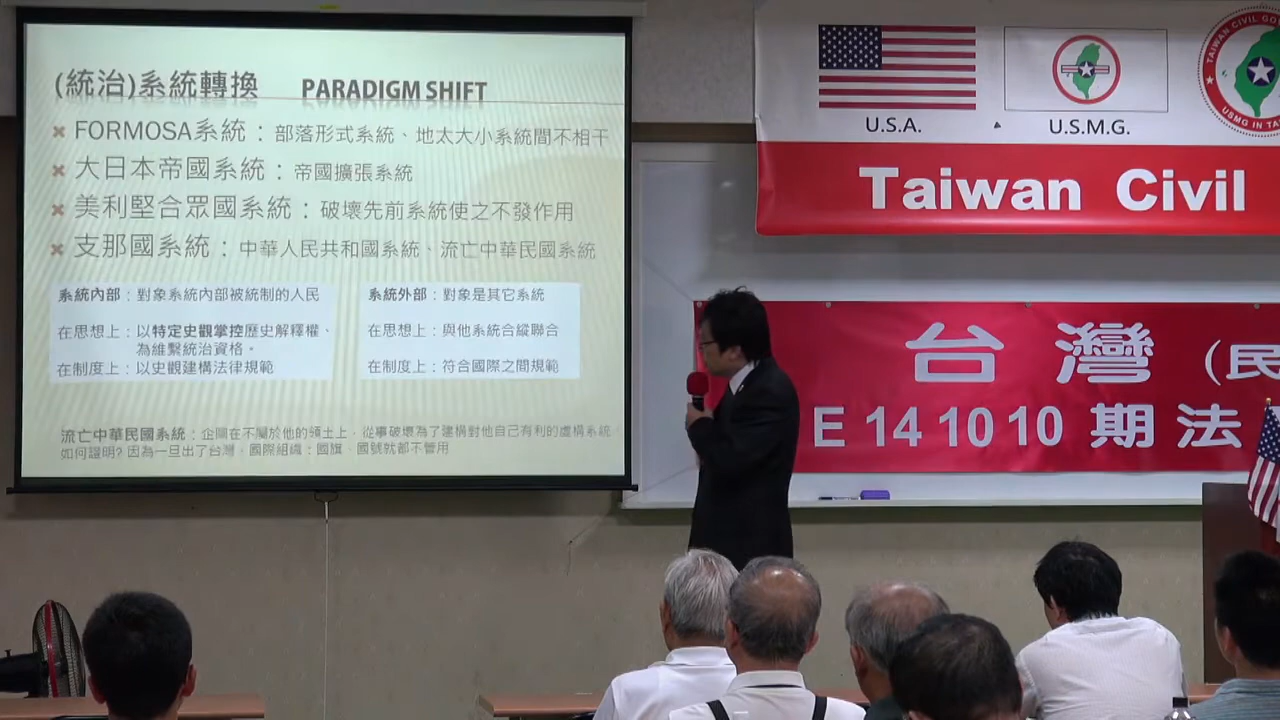 (統治)系統轉換 PARADIGM SHIFT
FORMOSA系統：部落形式系統、地太大小系統間不相干
大日本帝國系統：帝國擴張系統
美利堅合眾國系統：破壞先前系統使之不發作用
支那國系統：中華人民共和國系統、流亡中華民國系統
系統內部：對象系統內部被統制的人民
在思想上：以特定史觀掌控歷史解釋權、
為維繫統治資格。
在制度上：以史觀建構法律規範
系統外部：對象是其它系統
在思想上：與他系統合縱聯合
在制度上：符合國際之間規範
流亡中華民國系統：企圖在不屬於他的領土上，從事破壞為了建構對他自己有利的虛構系統
如何證明? 因為一旦出了台灣，國際組織：國旗、國號就都不管用
U.S.A.
U.S.M.G.
TAIWAN CIVIL GO
USMG IN TA
Taiwan Civil
台灣 (民
E 14 10 10 期 法